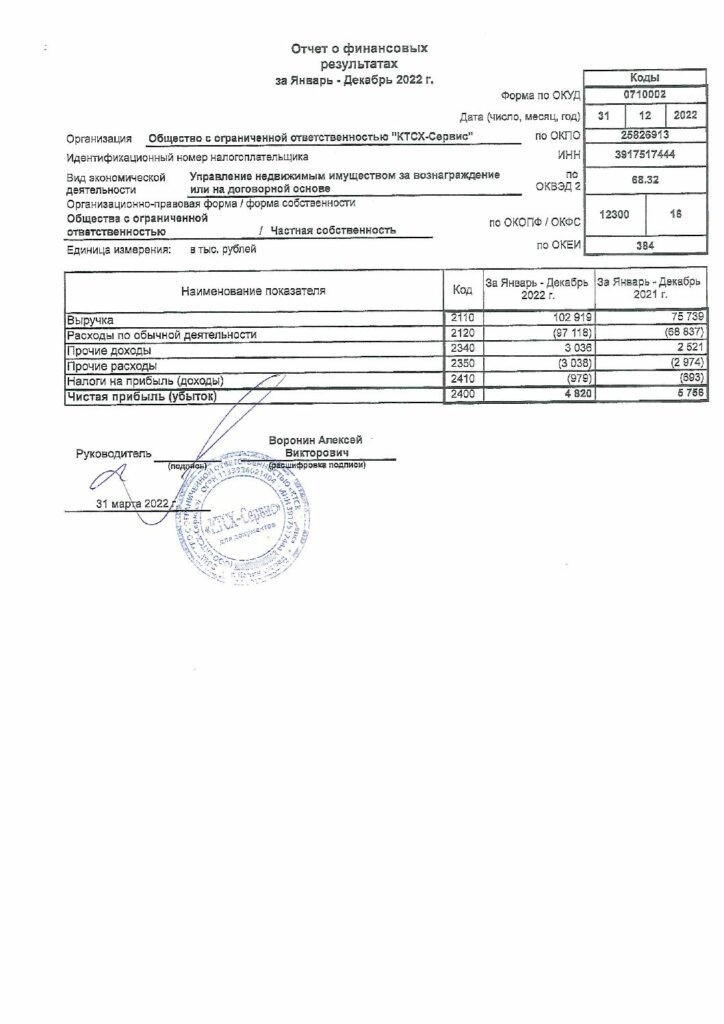 Отчет о финансовых
результатах
за Январь - Декабрь 2022 г.
Коды
Форма по ОКУД 0710002
Дата (число, месяц, год) 31 12 2022
Организация Общество с ограниченной ответственностью "КТСХ-Сервис" по ОКПО 25826913
Идентификационный номер налогоплательщика ИНН 3917517444
Вид экономической деятельности Управление недвижимым имуществом за вознаграждение или на договорной основе по ОКВЭД 2 68.32
Организационно-правовая форма / форма собственности
Общества с ограниченной ответственностью / Частная собственность по ОКОПФ / ОКФС 12300 16
Единица измерения: в тыс. рублей по ОКЕИ 384
Наименование показателя Код За Январь - Декабрь 2022 г. За Январь - Декабрь 2021 г.
Выручка 2110 102 919 75 739
Расходы по обычной деятельности 2120 (97 118) (68 837)
Прочие доходы 2340 3 036 2 521
Прочие расходы 2350 (3 038) (2 974)
Налоги на прибыль (доходы) 2410 (979) (693)
Чистая прибыль (убыток) 2400 4 820 5 756
Руководитель Воронин Алексей Викторович
(подпись) (расшифровка подписи)
31 марта 2022 г.
«КТСХ-Сервис»
для документов